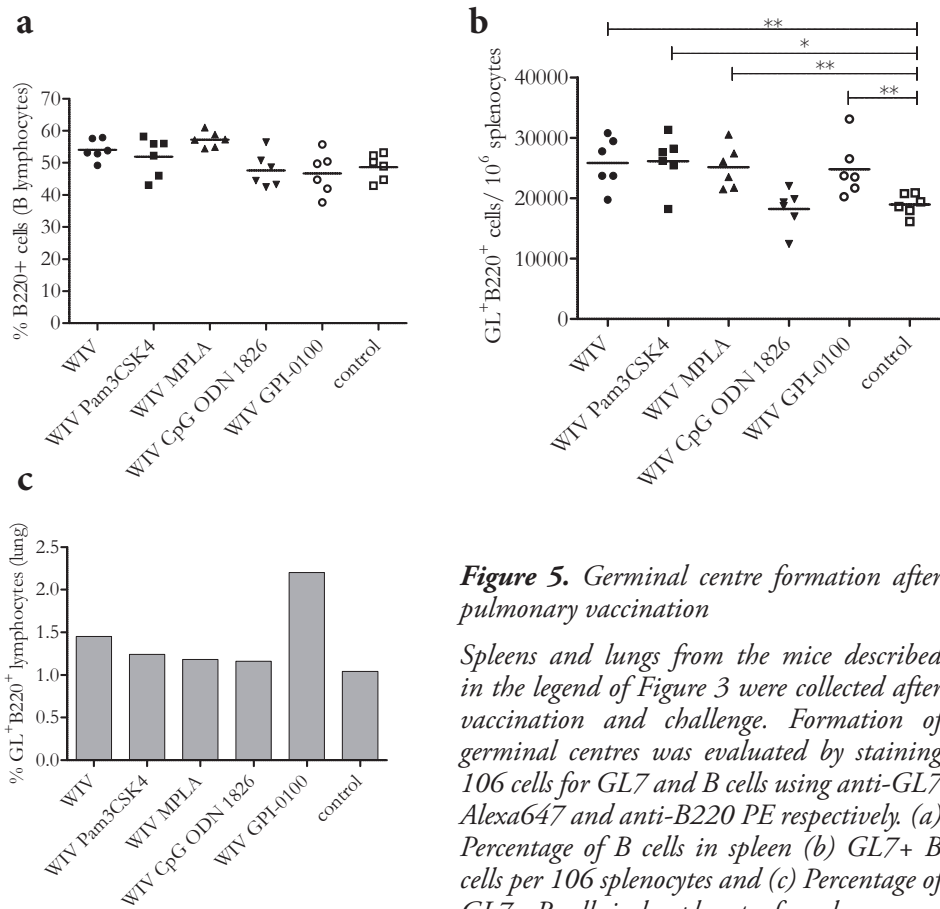 a
% B220+ cells (B lymphocytes)
70
60
50
40
30
20
10
0
WIV
WIV Pam3CSK4
WIV MPLA
WIV CpG ODN 1826
WIV GPI-0100
control
b
GL+B220+ cells/ 10⁶ splenocytes
**
*
**
**
40000
30000
20000
10000
0
WIV
WIV Pam3CSK4
WIV MPLA
WIV CpG ODN 1826
WIV GPI-0100
control
c
% GL+B220+ lymphocytes (lung)
2.5
2.0
1.5
1.0
0.5
0.0
WIV
WIV Pam3CSK4
WIV MPLA
WIV CpG ODN 1826
WIV GPI-0100
control
Figure 5. Germinal centre formation after
pulmonary vaccination
Spleens and lungs from the mice described
in the legend of Figure 3 were collected after
vaccination and challenge. Formation of
germinal centres was evaluated by staining
106 cells for GL7 and B cells using anti-GL7
Alexa647 and anti-B220 PE respectively. (a)
Percentage of B cells in spleen (b) GL7+ B
cells per 106 splenocytes and (c) Percentage of